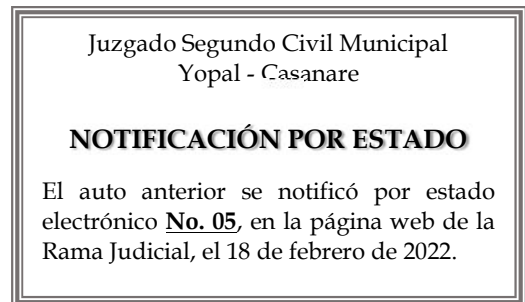 Juzgado Segundo Civil Municipal
Yopal - Casanare
NOTIFICACIÓN POR ESTADO
El auto anterior se notificó por estado
electrónico No. 05, en la página web de la
Rama Judicial, el 18 de febrero de 2022.